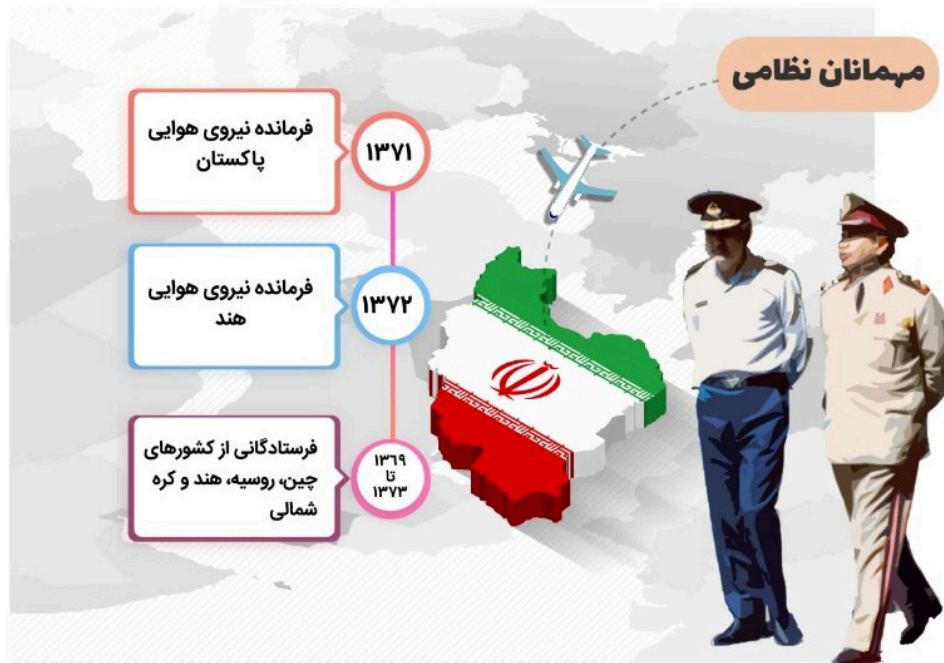 مهمانان نظامی
۱۳۷۱
فرمانده نیروی هوایی
پاکستان
۱۳۷۲
فرمانده نیروی هوایی
هند
۱۳۶۹
تا
۱۳۷۳
فرستادگانی از کشورهای
چین، روسیه، هند و کره
شمالی